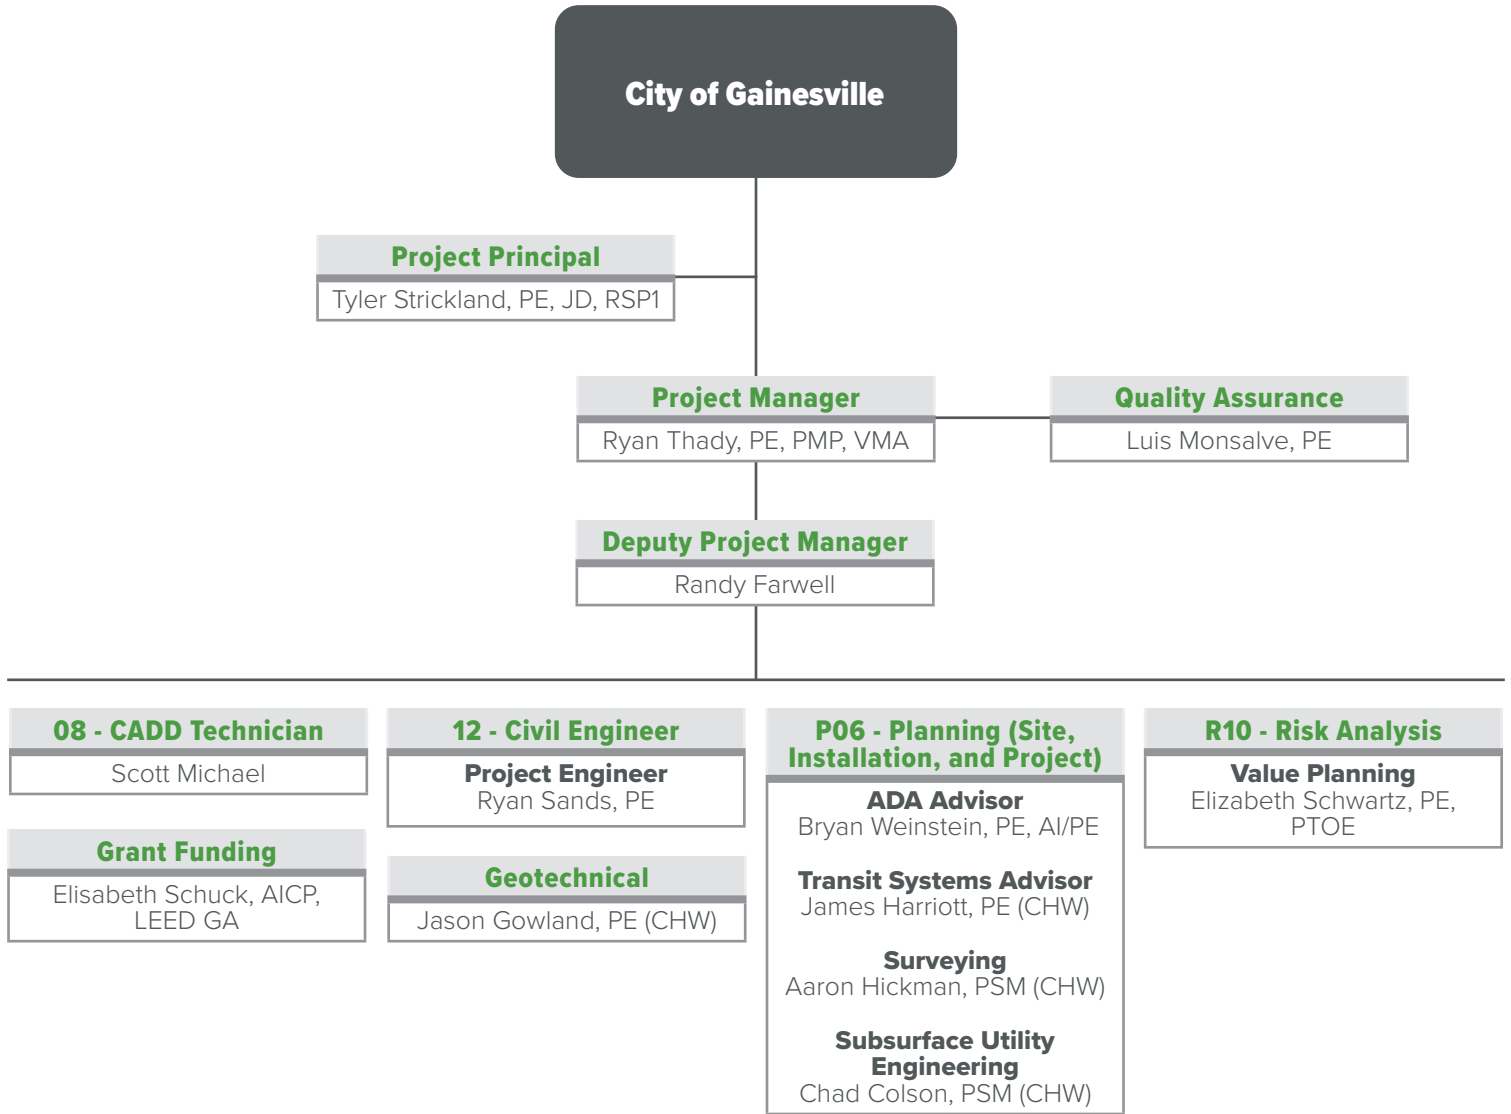 City of Gainesville
Project Principal
Tyler Strickland, PE, JD, RSP1
Project Manager
Ryan Thady, PE, PMP, VMA
Quality Assurance
Luis Monsalve, PE
Deputy Project Manager
Randy Farwell
08 - CADD Technician
Scott Michael
Grant Funding
Elisabeth Schuck, AICP,
LEED GA
12 - Civil Engineer
Project Engineer
Ryan Sands, PE
Geotechnical
Jason Gowland, PE (CHW)
P06 - Planning (Site,
Installation, and Project)
ADA Advisor
Bryan Weinstein, PE, AI/PE
Transit Systems Advisor
James Harriott, PE (CHW)
Surveying
Aaron Hickman, PSM (CHW)
Subsurface Utility
Engineering
Chad Colson, PSM (CHW)
R10 - Risk Analysis
Value Planning
Elizabeth Schwartz, PE,
PTOE